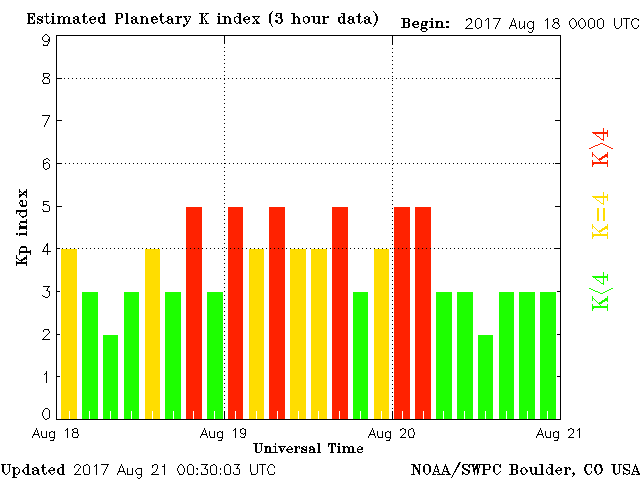 Estimated Planetary K index (3 hour data)
Begin: 2017 Aug 18 0000 UTC
9
8
7
6
5
4
3
2
1
0
Kp index
K>4
K=4
K<4
Aug 18
Aug 19
Aug 20
Aug 21
Universal Time
Updated 2017 Aug 21 00:30:03 UTC
NOAA/SWPC Boulder, CO USA